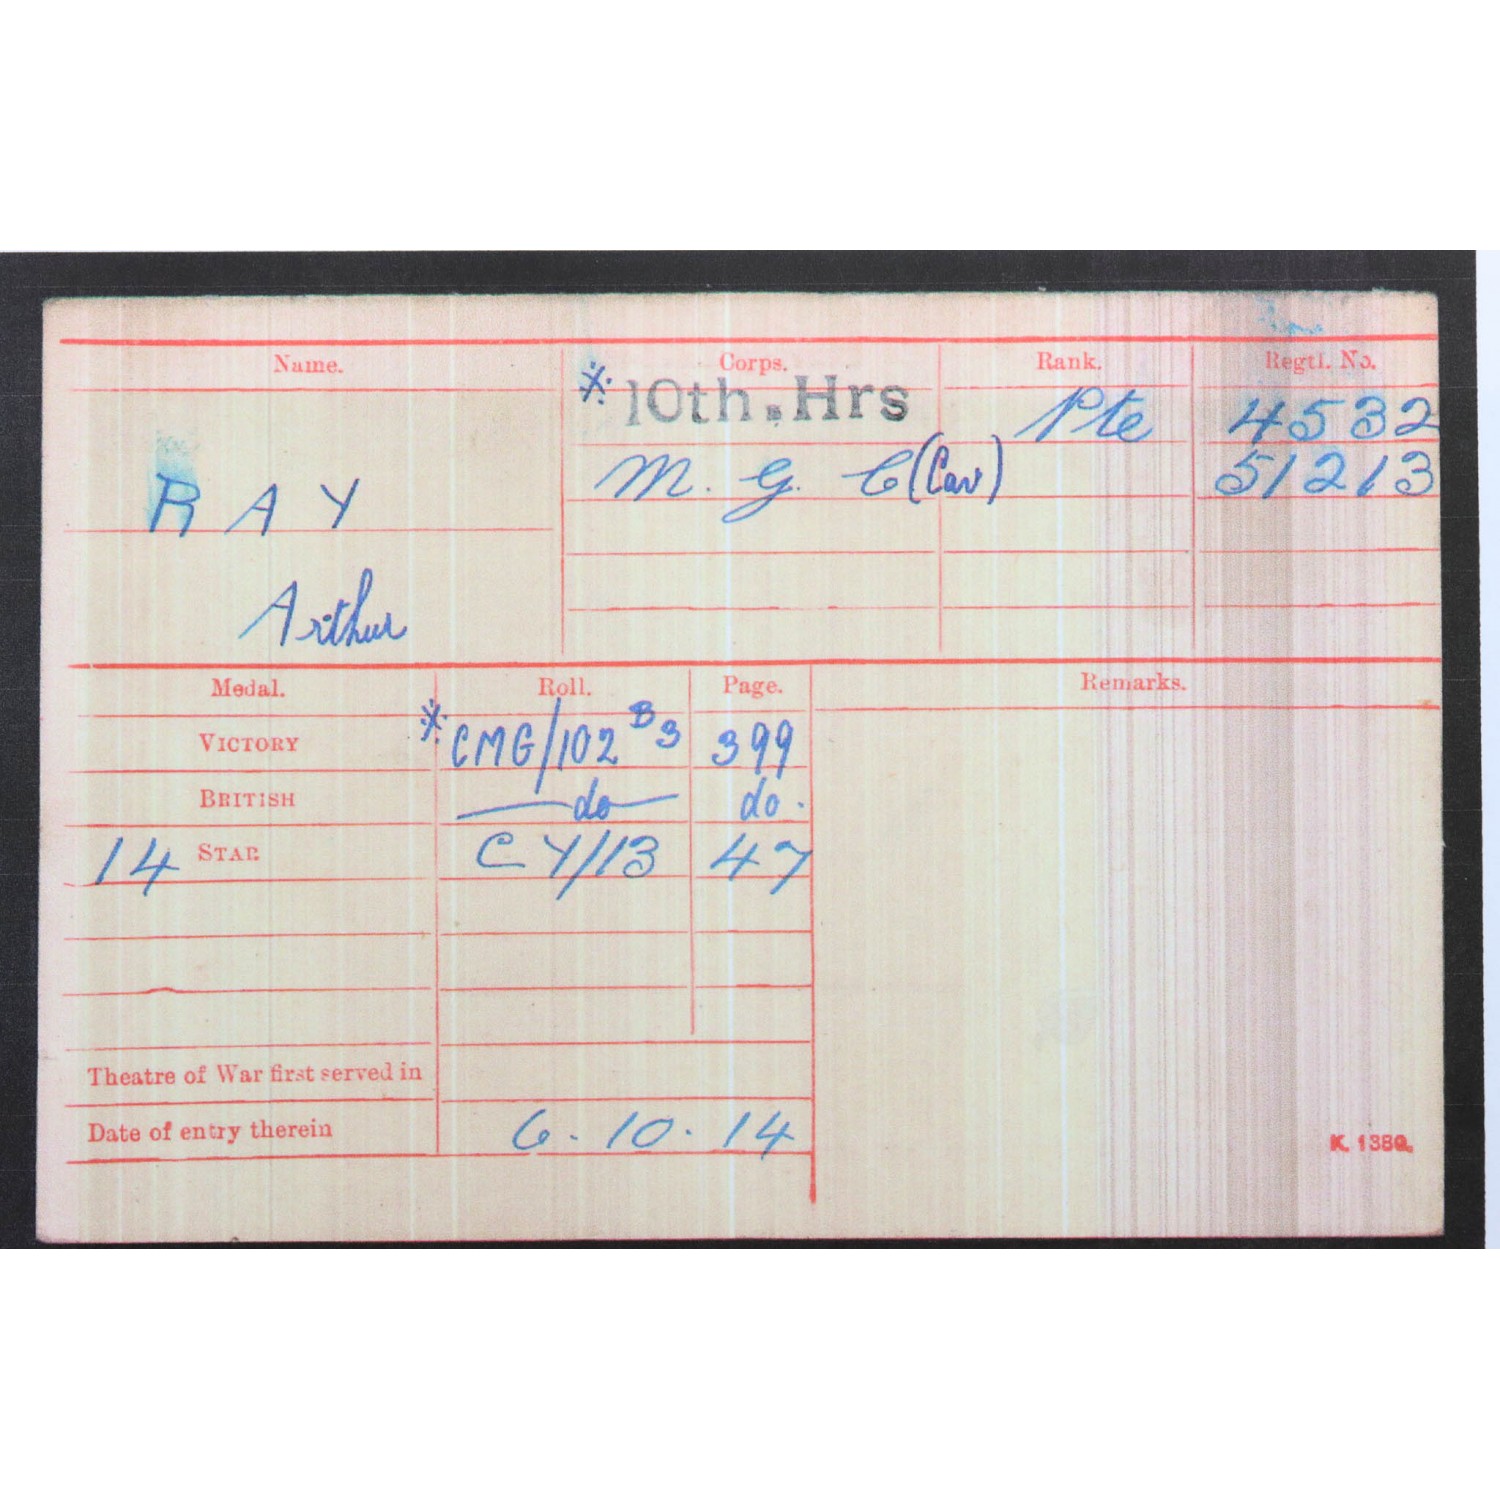 Name. Corps. Rank. Regtl. No.
※ 10th. Hrs Pte 4532
M. G. C (Cav) 51213
RAY
Arthur
Medal. Roll. Page. Remarks.
VICTORY ※ CMG/102 B3 399
BRITISH do do.
14 STAR CY/13 47
Theatre of War first served in
Date of entry therein 6.10.14
K. 1380.